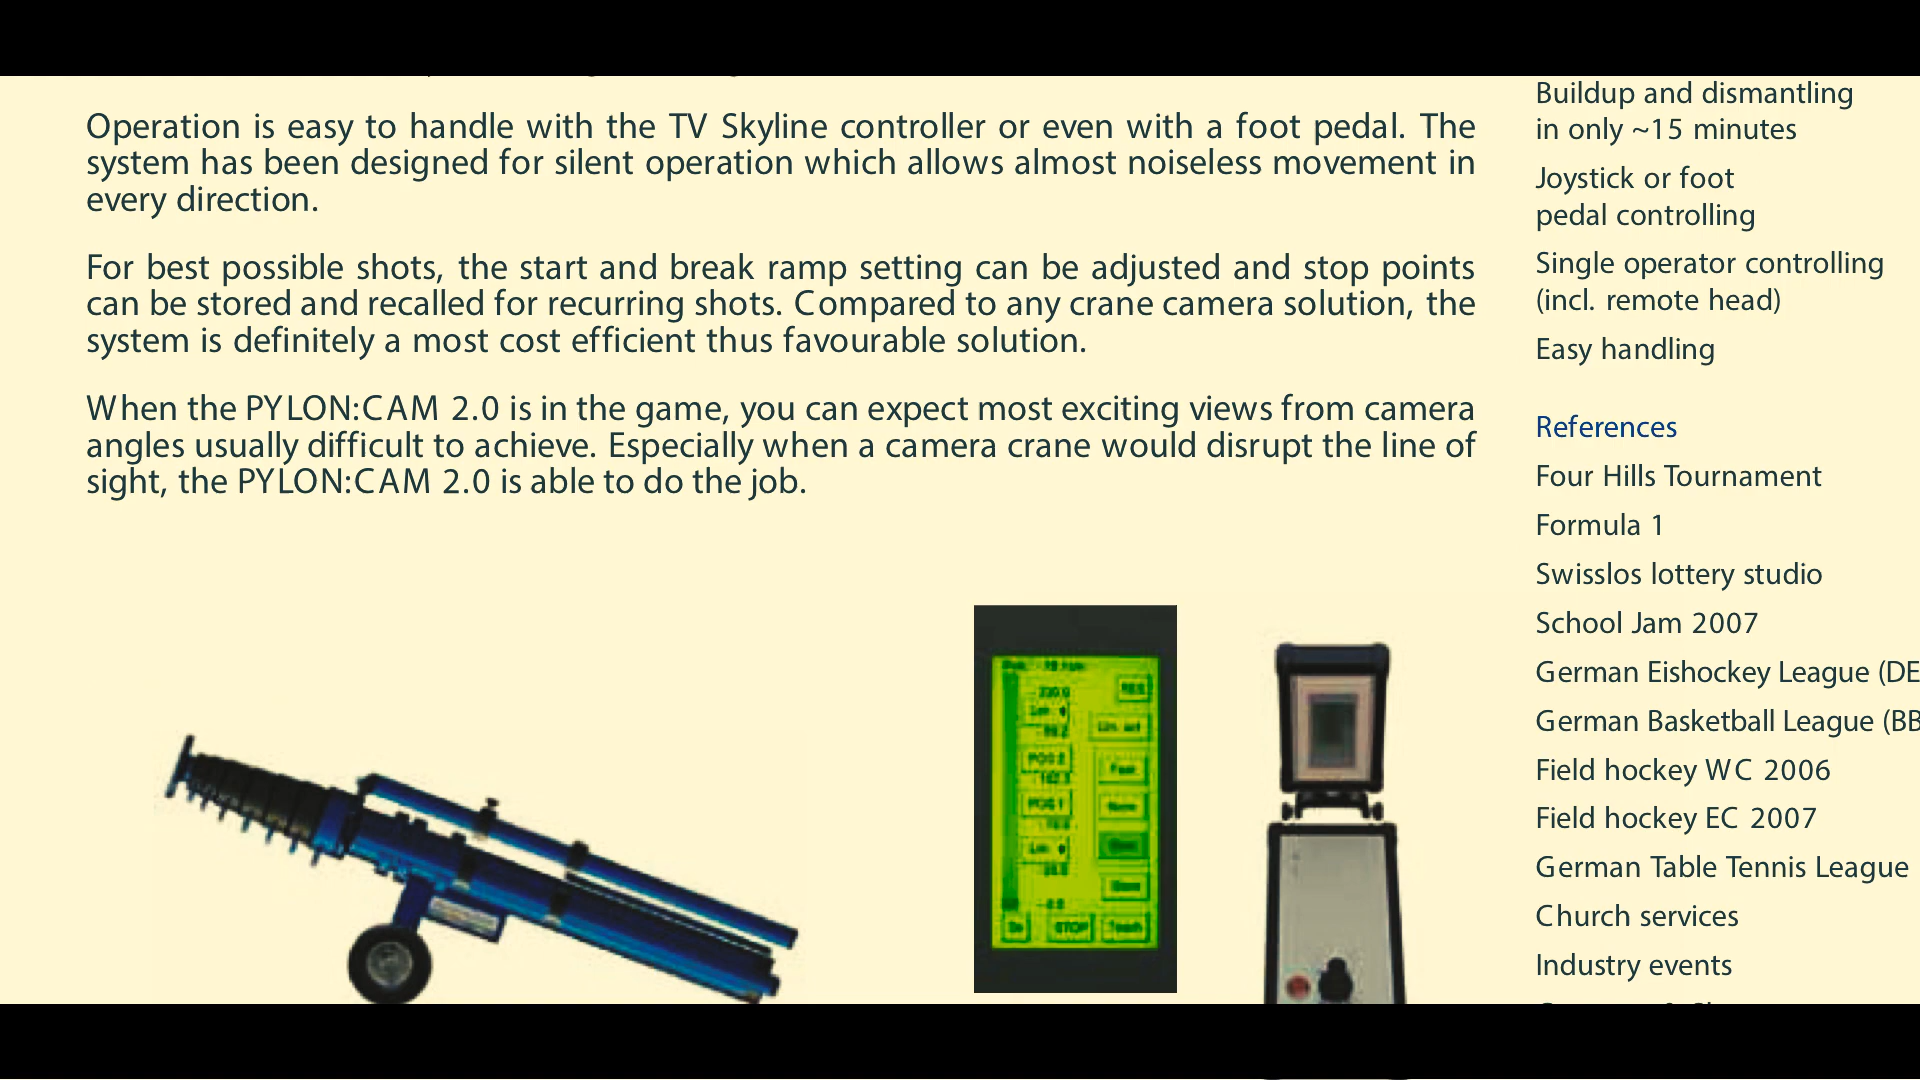 Operation is easy to handle with the TV Skyline controller or even with a foot pedal. The
system has been designed for silent operation which allows almost noiseless movement in
every direction.
For best possible shots, the start and break ramp setting can be adjusted and stop points
can be stored and recalled for recurring shots. Compared to any crane camera solution, the
system is definitely a most cost efficient thus favourable solution.
When the PYLON:CAM 2.0 is in the game, you can expect most exciting views from camera
angles usually difficult to achieve. Especially when a camera crane would disrupt the line of
sight, the PYLON:CAM 2.0 is able to do the job.
POS 2
POS 1
STOP
Buildup and dismantling
in only ~15 minutes
Joystick or foot
pedal controlling
Single operator controlling
(incl. remote head)
Easy handling
References
Four Hills Tournament
Formula 1
Swisslos lottery studio
School Jam 2007
German Eishockey League (DE
German Basketball League (BB
Field hockey WC 2006
Field hockey EC 2007
German Table Tennis League
Church services
Industry events